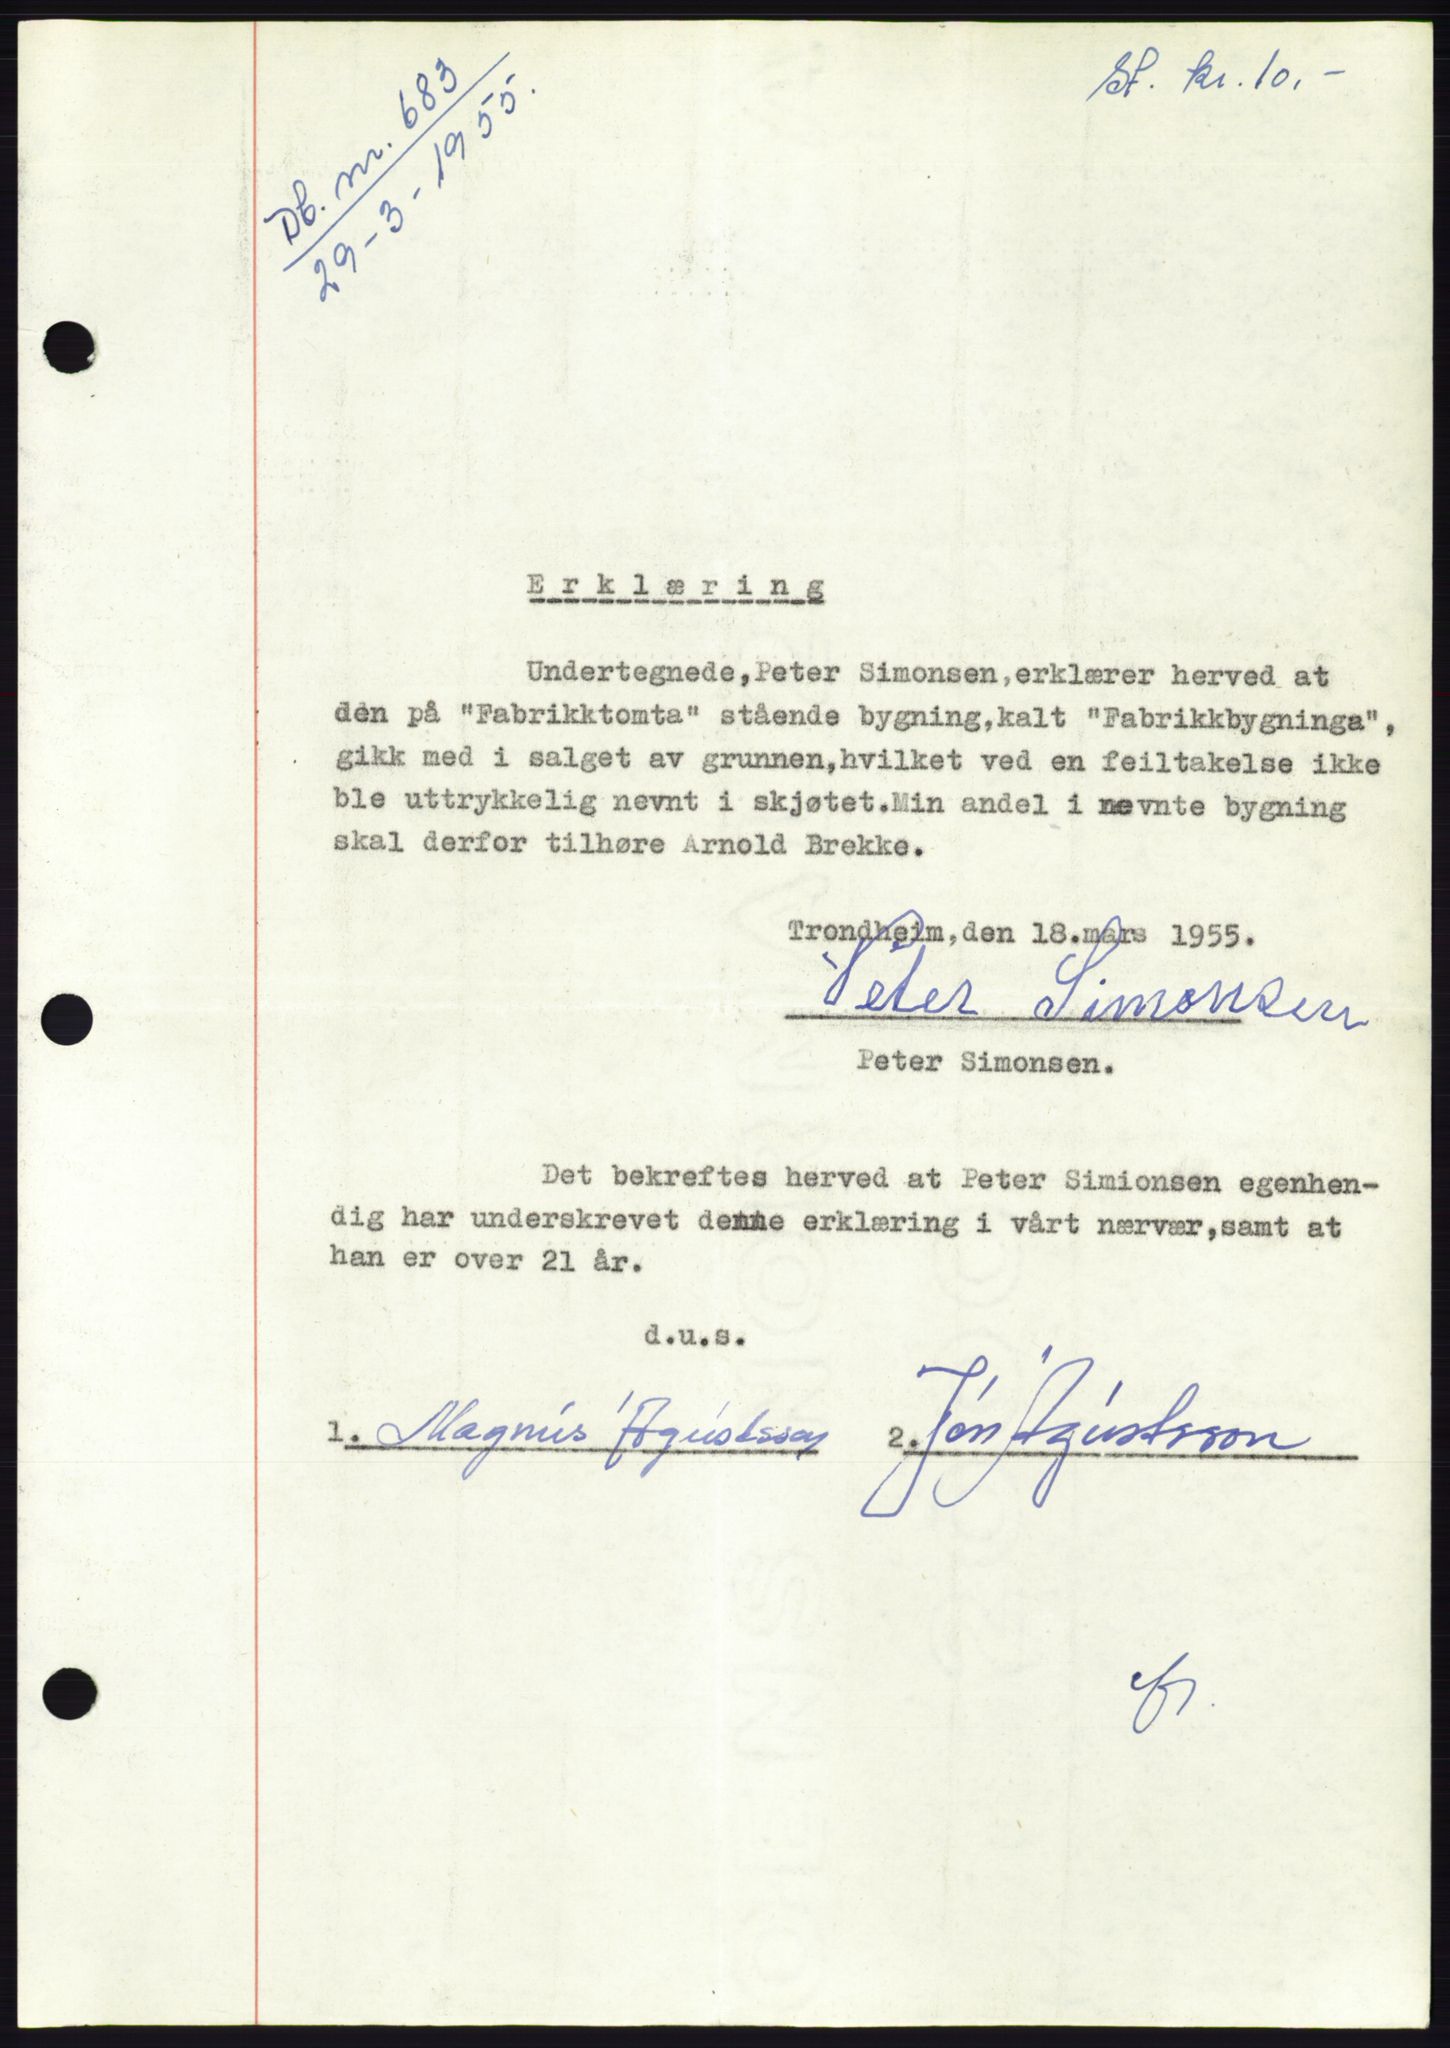 St. kr. 10.-
Db. nr. 683
29-3-1955.
Erklæring
Undertegnede,Peter Simonsen,erklærer herved at
den på "Fabrikktomta" stående bygning,kalt "Fabrikkbygninga",
gikk med i salget av grunnen,hvilket ved en feiltakelse ikke
ble uttrykkelig nevnt i skjøtet.Min andel i nevnte bygning
skal derfor tilhøre Arnold Brekke.
Trondheim,den 18.mars 1955.
Peter Simonsen
Peter Simonsen.
Det bekreftes herved at Peter Simionsen egenhen-
dig har underskrevet denne erklæring i vårt nærvær,samt at
han er over 21 år.
d.u.s.
1. Magnús Ágústsson 2. Jón Ágústsson